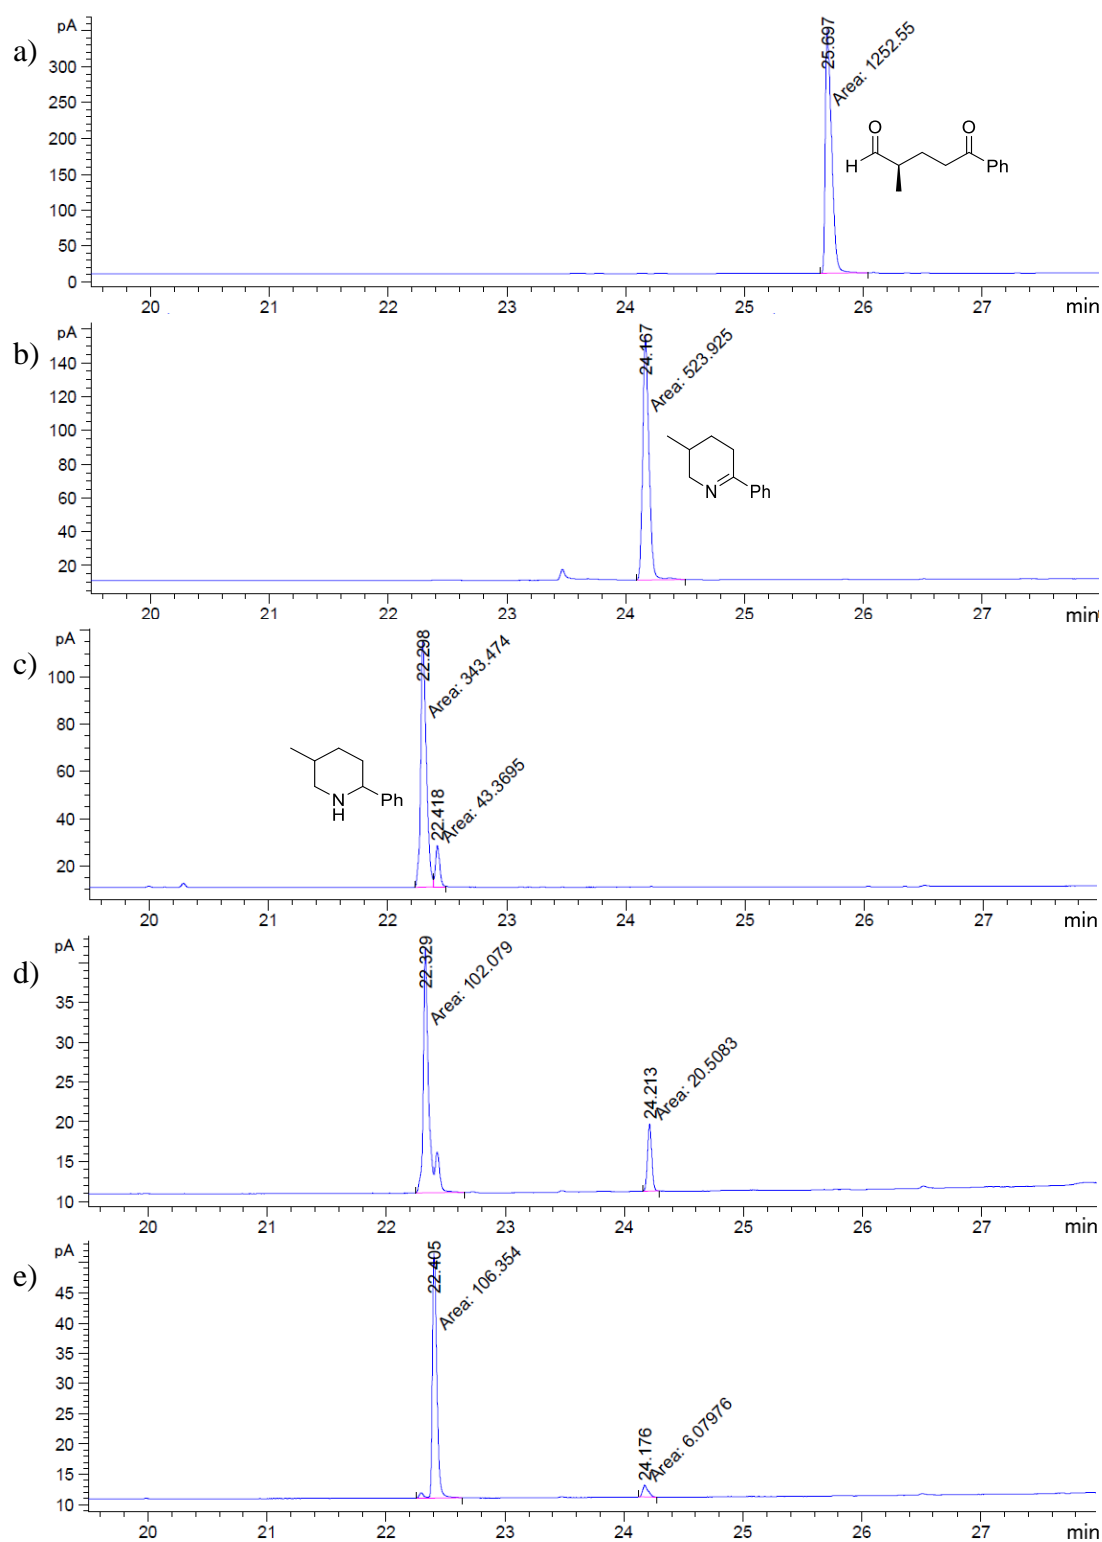 a)
pA
300
250
200
150
100
50
0
25.697
Area: 1252.55
O
O
H
Ph
20 21 22 23 24 25 26 27 min
b)
pA
140
120
100
80
60
40
20
24.167
Area: 523.925
N
Ph
20 21 22 23 24 25 26 27 min
c)
pA
100
80
60
40
20
22.298
Area: 343.474
22.418
Area: 43.3695
N
H
Ph
20 21 22 23 24 25 26 27 min
d)
pA
35
30
25
20
15
10
22.329
Area: 102.079
24.213
Area: 20.5083
20 21 22 23 24 25 26 27 min
e)
pA
45
40
35
30
25
20
15
10
22.405
Area: 106.354
24.176
Area: 6.07976
20 21 22 23 24 25 26 27 min